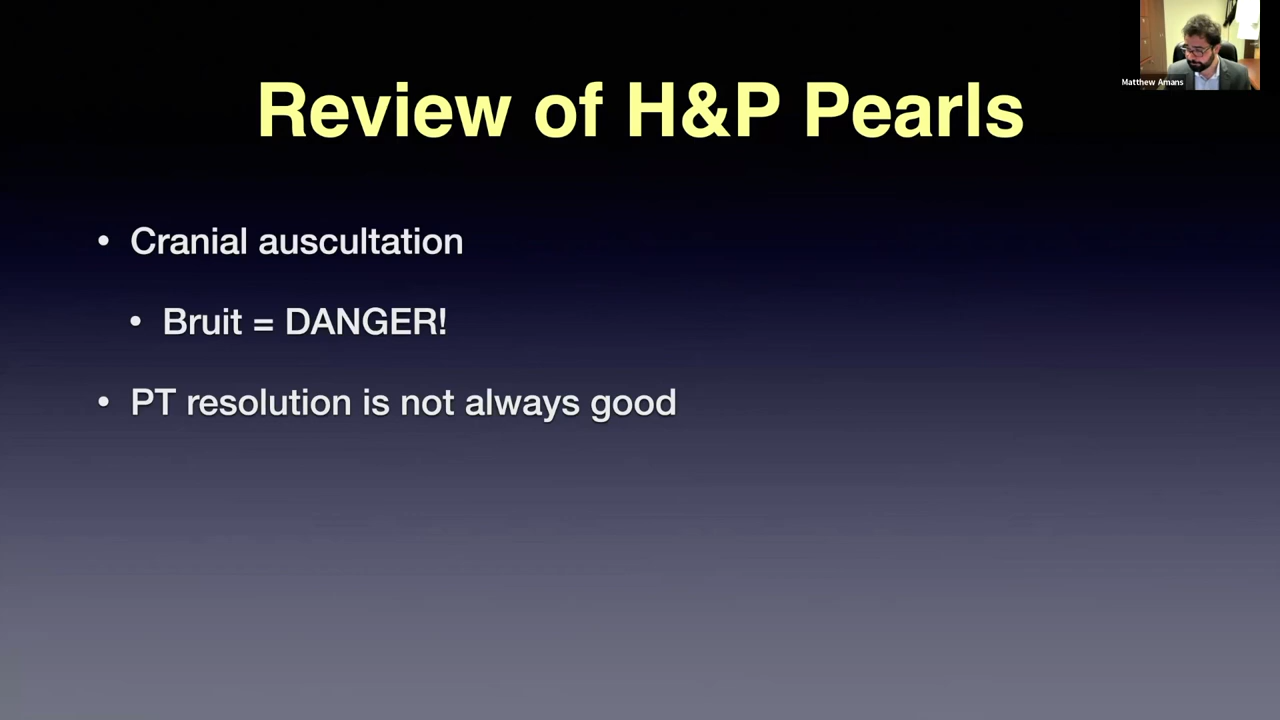 Matthew Amans
Review of H&P Pearls
• Cranial auscultation
• Bruit = DANGER!
• PT resolution is not always good